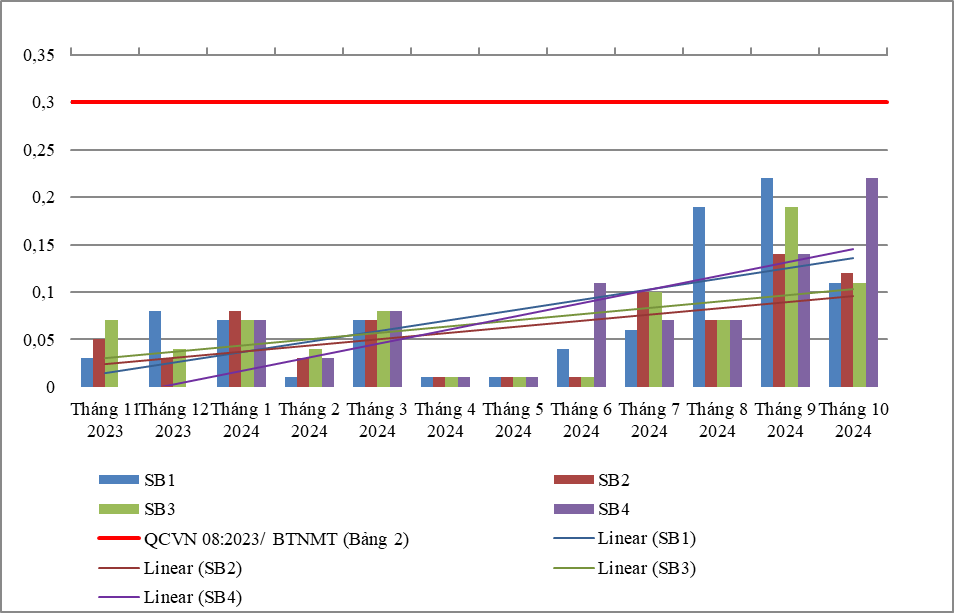 0,35
0,3
0,25
0,2
0,15
0,1
0,05
0
Tháng 11 Tháng 12 Tháng 1 Tháng 2 Tháng 3 Tháng 4 Tháng 5 Tháng 6 Tháng 7 Tháng 8 Tháng 9 Tháng 10
2023 2023 2024 2024 2024 2024 2024 2024 2024 2024 2024 2024
SB1 SB2
SB3 SB4
QCVN 08:2023/ BTNMT (Bảng 2) Linear (SB1)
Linear (SB2) Linear (SB3)
Linear (SB4)